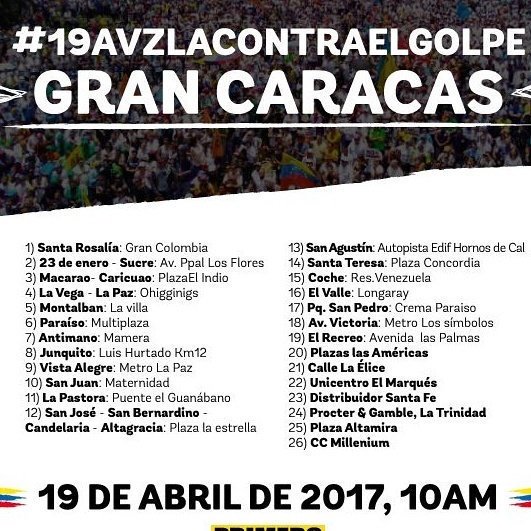 #19AVZLACONTRAELGOLPE
GRAN CARACAS
1) Santa Rosalía: Gran Colombia
2) 23 de enero - Sucre: Av. Ppal Los Flores
3) Macarao- Caricuao: PlazaEl Indio
4) La Vega - La Paz: Ohigginigs
5) Montalban: La villa
6) Paraíso: Multiplaza
7) Antimano: Mamera
8) Junquito: Luis Hurtado Km12
9) Vista Alegre: Metro La Paz
10) San Juan: Maternidad
11) La Pastora: Puente el Guanábano
12) San José - San Bernardino -
Candelaria - Altagracia: Plaza la estrella
13) San Agustín: Autopista Edif Hornos de Cal
14) Santa Teresa: Plaza Concordia
15) Coche: Res.Venezuela
16) El Valle: Longaray
17) Pq. San Pedro: Crema Paraiso
18) Av. Victoria: Metro Los símbolos
19) El Recreo: Avenida las Palmas
20) Plazas las Américas
21) Calle La Élice
22) Unicentro El Marqués
23) Distribuidor Santa Fe
24) Procter & Gamble, La Trinidad
25) Plaza Altamira
26) CC Millenium
19 DE ABRIL DE 2017, 10AM
PRIMERO